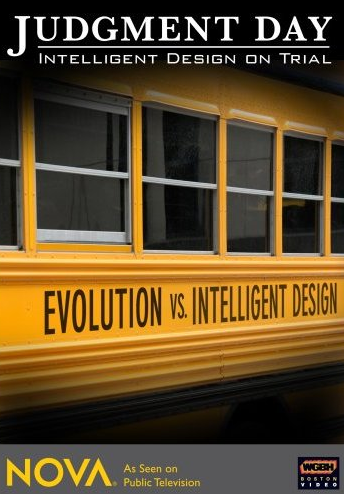 JUDGMENT DAY
INTELLIGENT DESIGN ON TRIAL
EVOLUTION VS. INTELLIGENT DESIGN
NOVA®
As Seen on
Public Television
WGBH
BOSTON
VIDEO